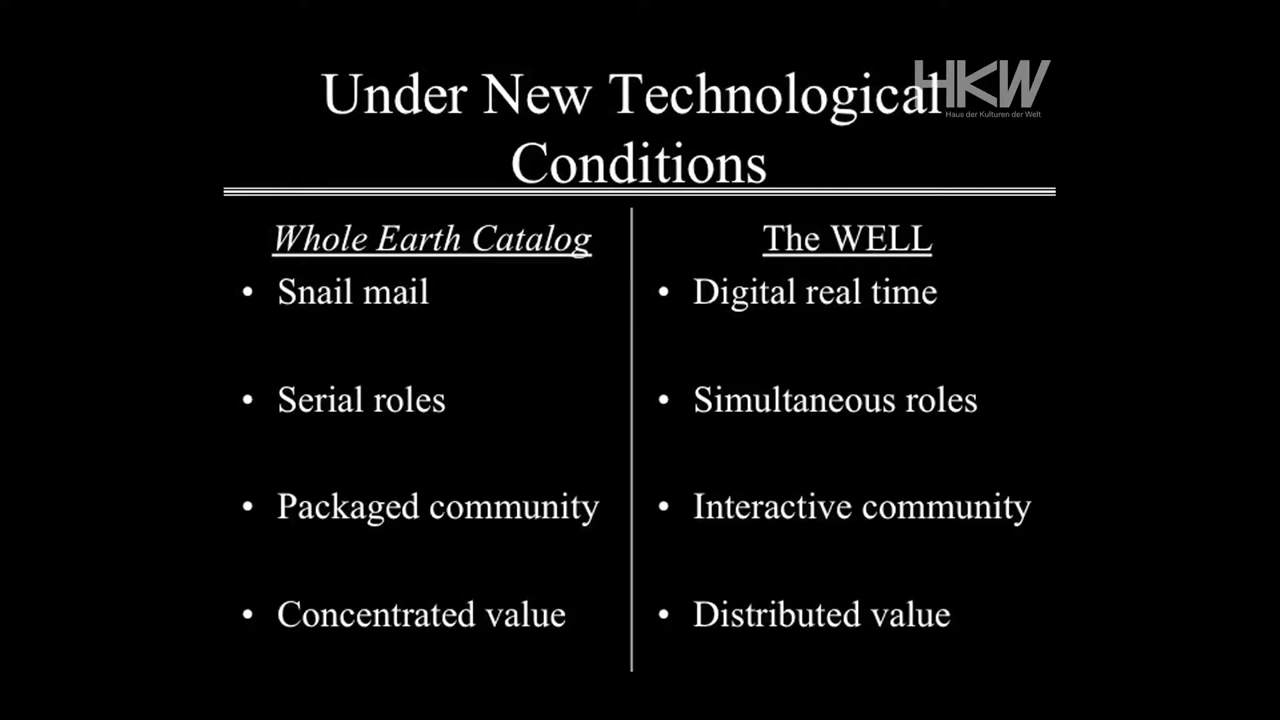 Under New Technological
Conditions
HKW
Haus der Kulturen der Welt
Whole Earth Catalog
• Snail mail
• Serial roles
• Packaged community
• Concentrated value
The WELL
• Digital real time
• Simultaneous roles
• Interactive community
• Distributed value